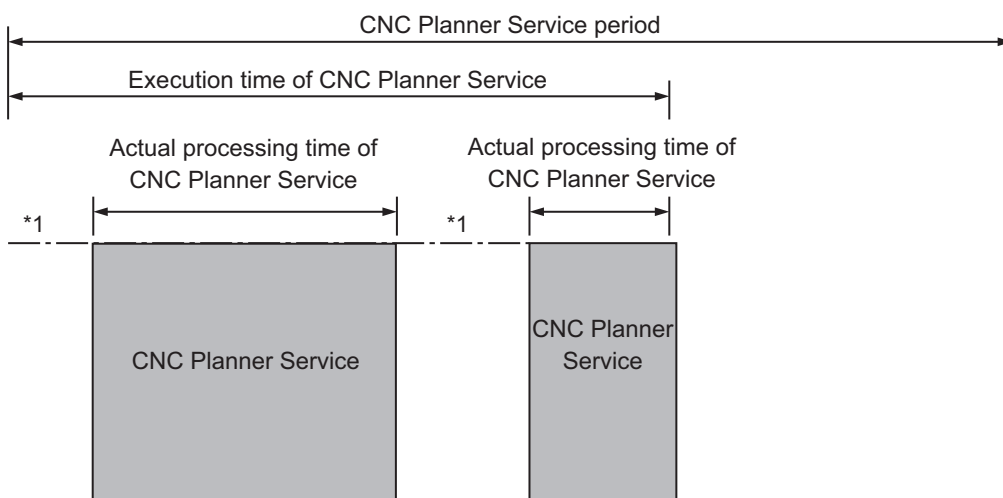 CNC Planner Service period
Execution time of CNC Planner Service
Actual processing time of
CNC Planner Service
Actual processing time of
CNC Planner Service
*1
*1
CNC Planner Service
CNC Planner
Service